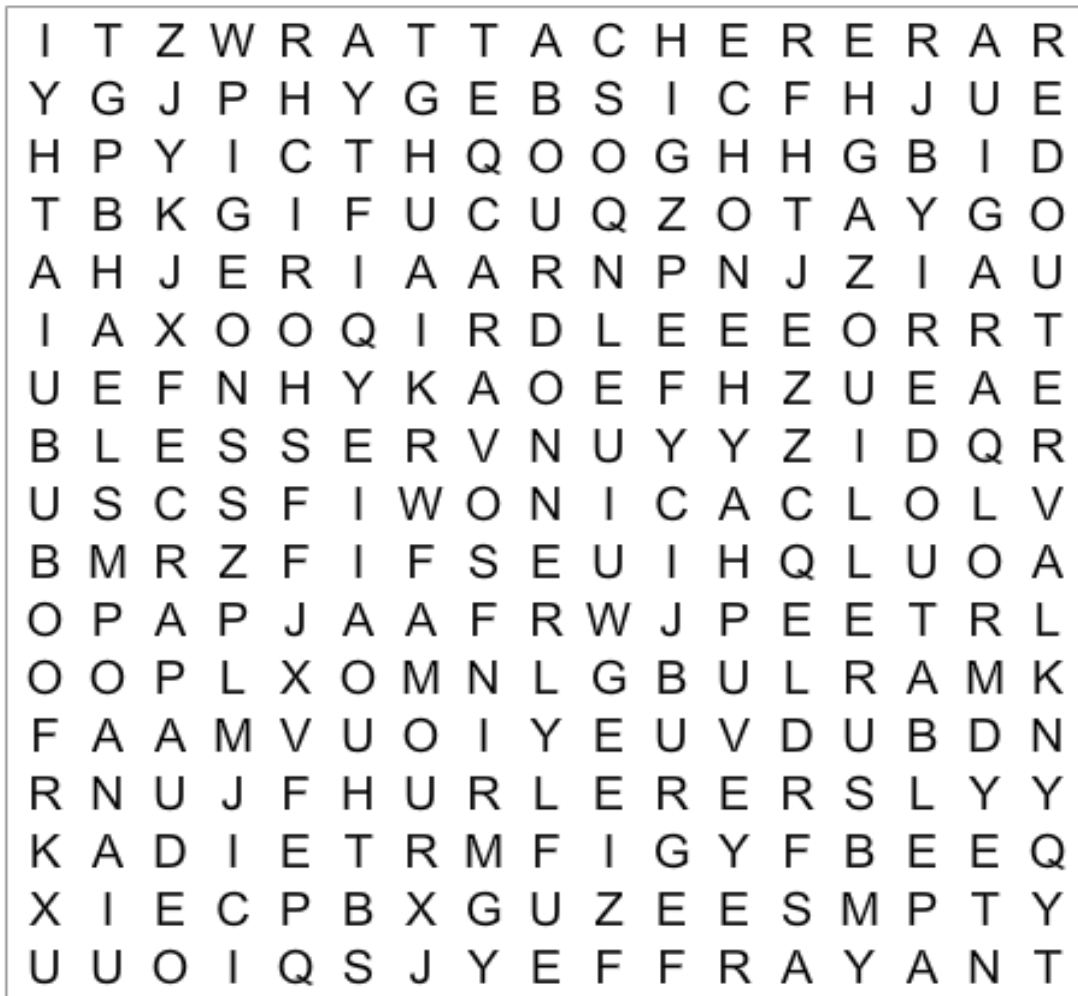 I T Z W R A T T A C H E R E R A R
Y G J P H Y G E B S I C F H J U E
H P Y I C T H Q O O G H H G B I D
T B K G I F U C U Q Z O T A Y G O
A H J E R I A A R N P N J Z I A U
I A X O O Q I R D L E E E O R R T
U E F N H Y K A O E F H Z U E A E
B L E S S E R V N U Y Y Z I D Q R
U S C S F I W O N I C A C L O L V
B M R Z F I F S E U I H Q L U O A
O P A P J A A F R W J P E E T R L
O O P L X O M N L G B U L R A M K
F A A M V U O I Y E U V D U B D N
R N U J F H U R L E R E R S L Y Y
K A D I E T R M F I G Y F B E E Q
X I E C P B X G U Z E E S M P T Y
U U O I Q S J Y E F F R A Y A N T